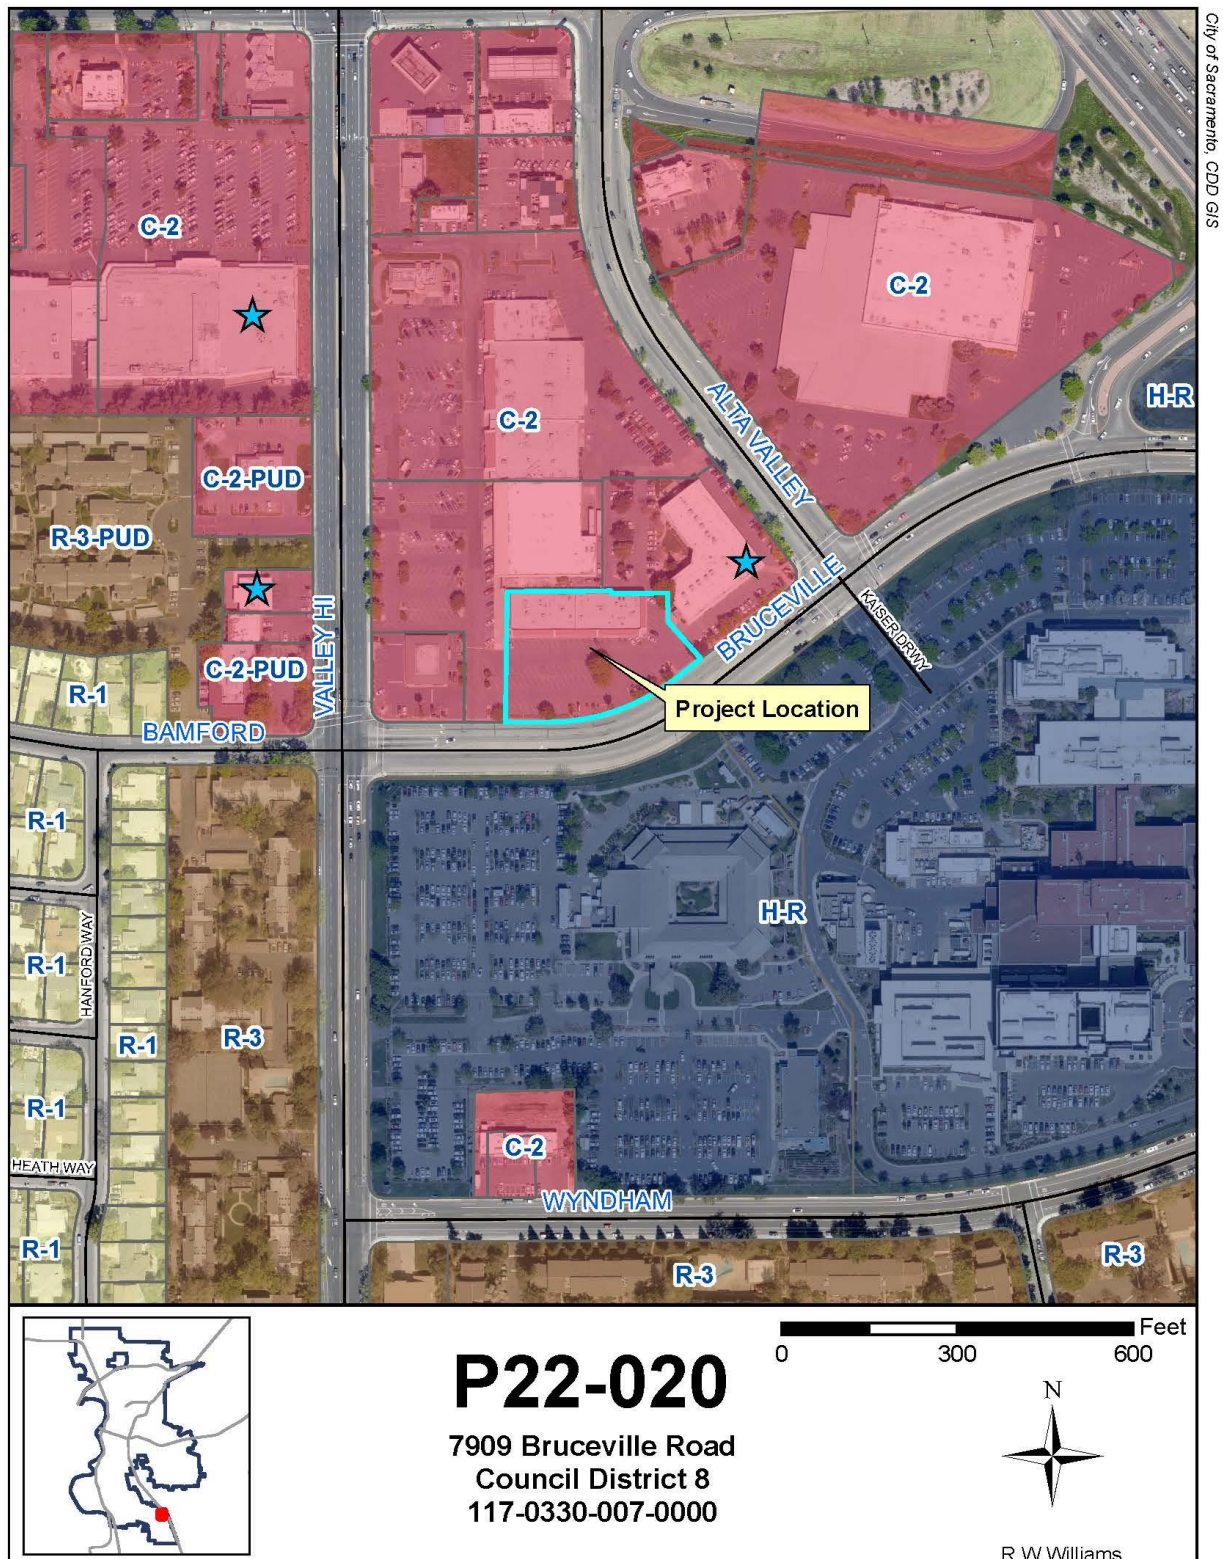 City of Sacramento, CDD GIS
C-2
C-2
H-R
ALTA VALLEY
C-2
C-2-PUD
R-3-PUD
BRUCEVILLE
KAISER DRWY
VALLEY HI
C-2-PUD
R-1
Project Location
BAMFORD
R-1
H-R
HANFORD WAY
R-1
R-1
R-3
R-1
C-2
HEATH WAY
WYNDHAM
R-1
R-3
R-3
Feet
0 300 600
P22-020
N
7909 Bruceville Road
Council District 8
117-0330-007-0000
R W Williams